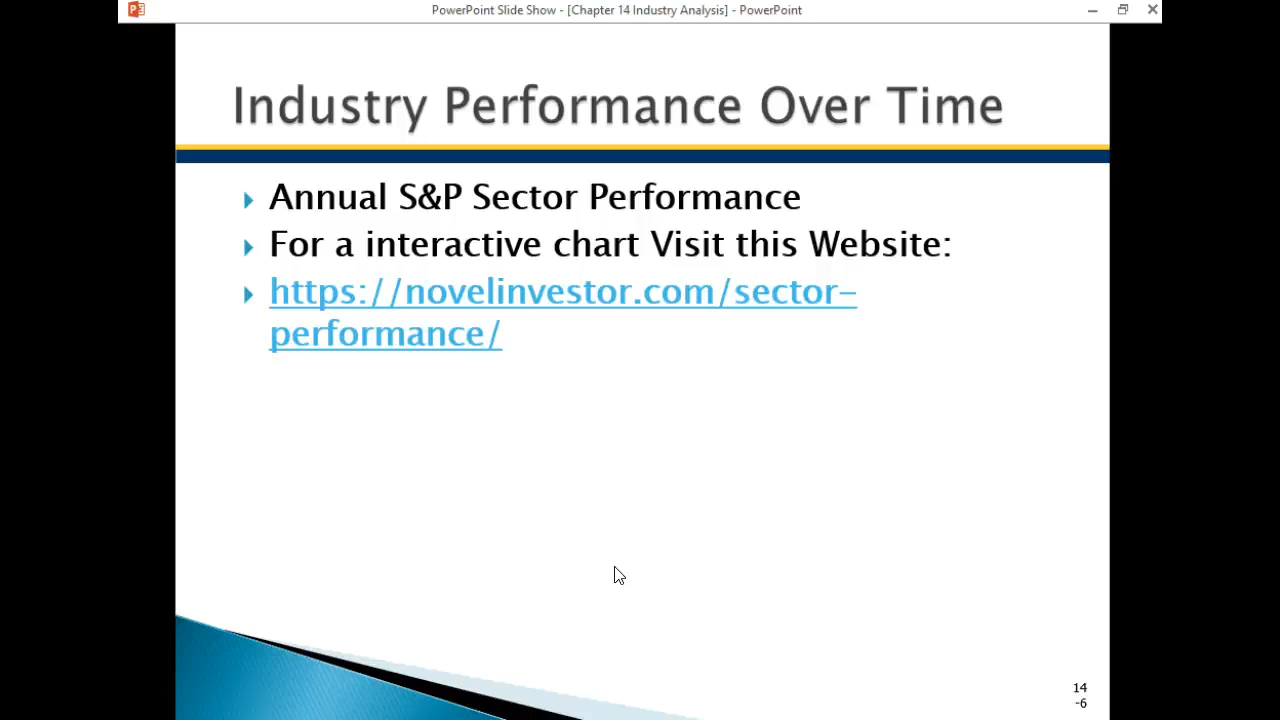 PowerPoint Slide Show - [Chapter 14 Industry Analysis] - PowerPoint
Industry Performance Over Time
Annual S&P Sector Performance
For a interactive chart Visit this Website:
https://novelinvestor.com/sector-
performance/
14
-6